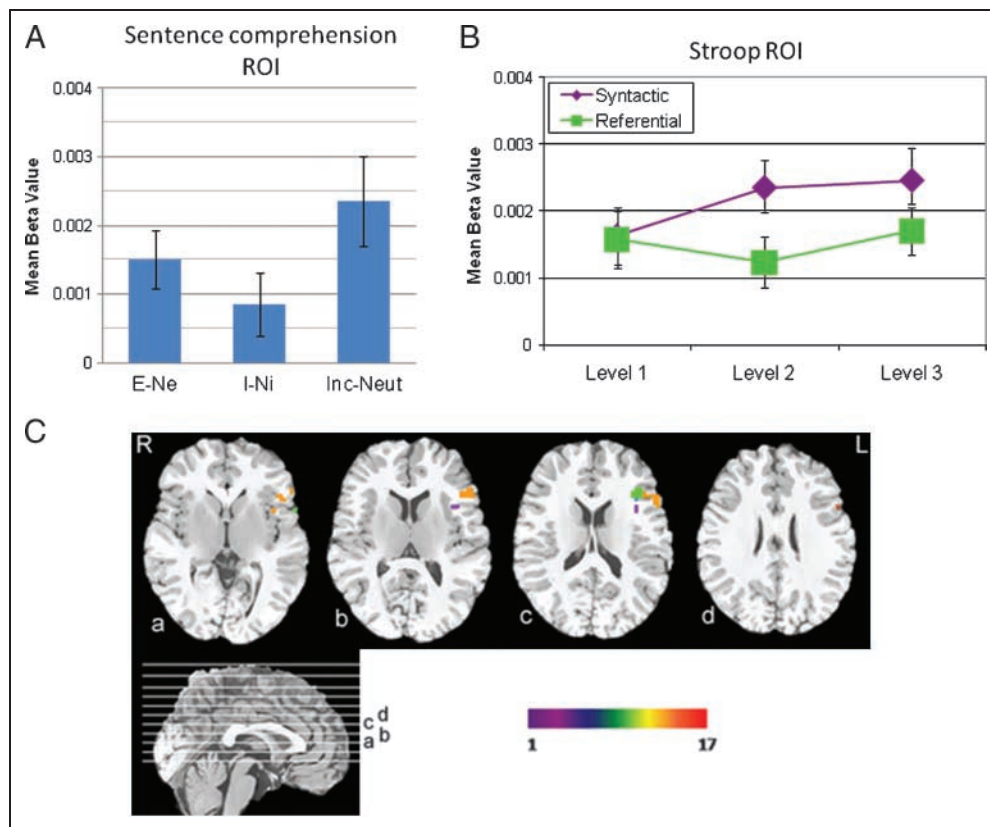 A
Sentence comprehension
ROI
0.004
0.003
0.002
0.001
0
Mean Beta Value
E-Ne
I-Ni
Inc-Neut
B
Stroop ROI
Syntactic
Referential
0.004
0.003
0.002
0.001
0
Mean Beta Value
Level 1
Level 2
Level 3
C
R
L
a
b
c
d
c d
a b
1
17